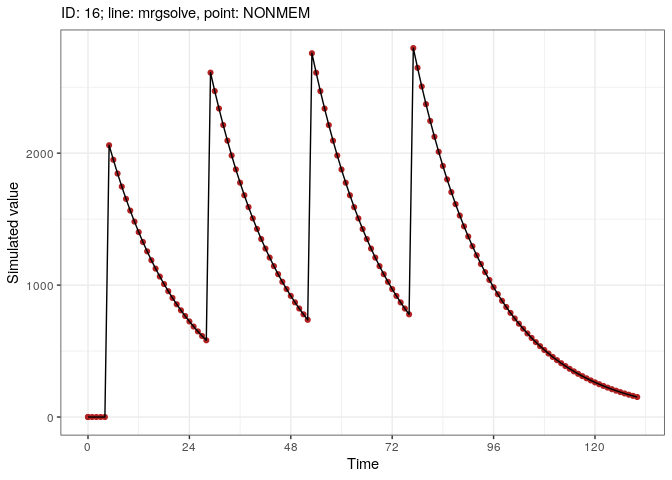 ID: 16; line: mrgsolve, point: NONMEM
Simulated value
2000
1000
0
0 24 48 72 96 120
Time